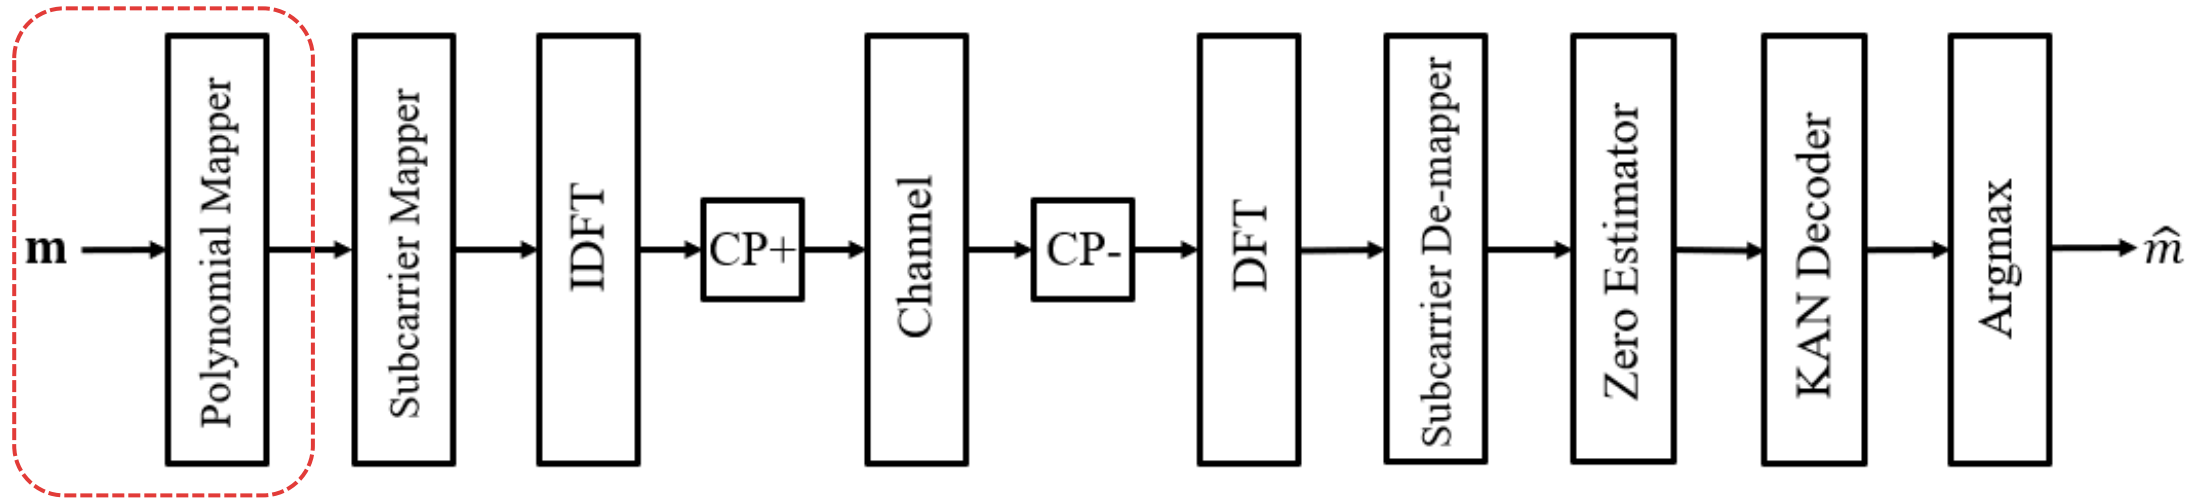 m
Polynomial Mapper
Subcarrier Mapper
IDFT
CP+
Channel
CP-
DFT
Subcarrier De-mapper
Zero Estimator
KAN Decoder
Argmax
m̂